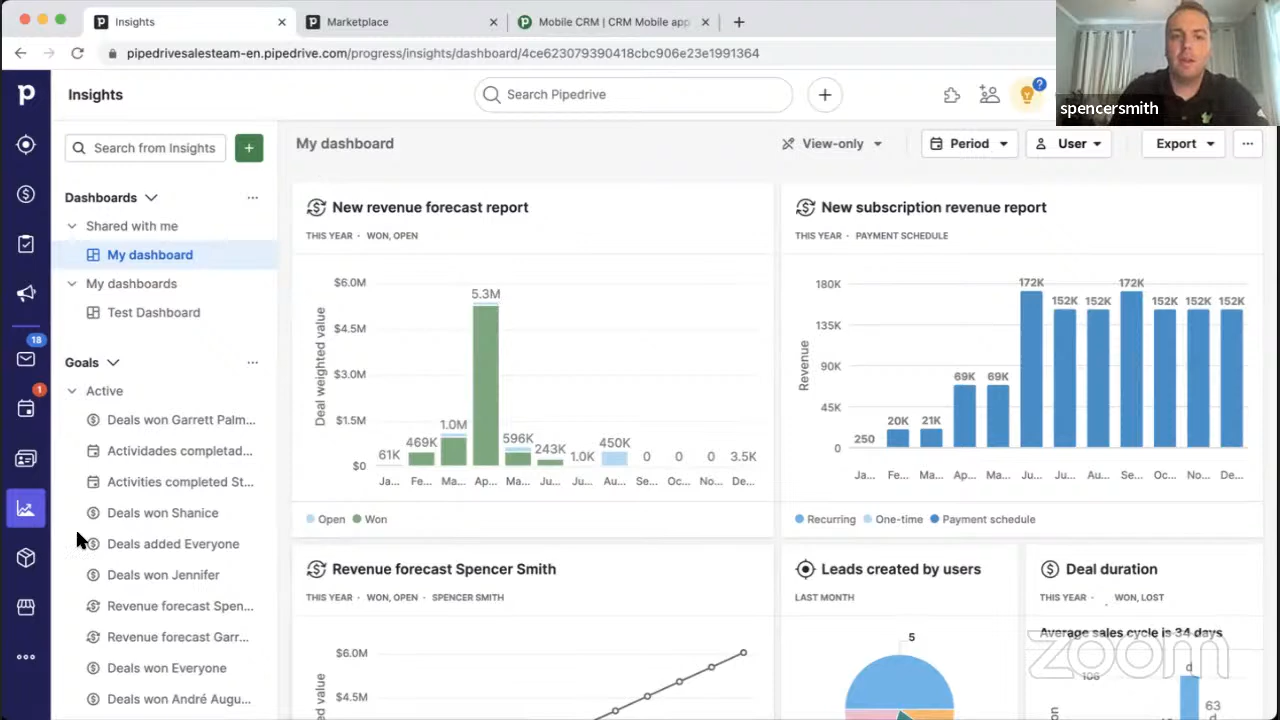 Insights
Marketplace
Mobile CRM | CRM Mobile app
pipedrivesalesteam-en.pipedrive.com/progress/insights/dashboard/4ce623079390418cbc906e23e1991364
Insights
Search Pipedrive
?
spencersmith
Search from Insights
My dashboard
View-only
Period
User
Export
Dashboards
Shared with me
My dashboard
My dashboards
Test Dashboard
Goals
Active
Deals won Garrett Palm...
Actividades completad...
Activities completed St...
Deals won Shanice
Deals added Everyone
Deals won Jennifer
Revenue forecast Spen...
Revenue forecast Garr...
Deals won Everyone
Deals won André Augu...
18
1
New revenue forecast report
THIS YEAR · WON, OPEN
Deal weighted value
$6.0M
$4.5M
$3.0M
$1.5M
$0
61K 469K 1.0M 5.3M 596K 243K 1.0K 450K 0 0 0 3.5K
Ja... Fe... Ma... Ap... Ma... Ju... Ju... Au... Se... Oc... No... De...
Open Won
New subscription revenue report
THIS YEAR · PAYMENT SCHEDULE
Revenue
180K
135K
90K
45K
0
250 20K 21K 69K 69K 172K 152K 152K 172K 152K 152K 152K
Ja... Fe... Ma... Ap... Ma... Ju... Ju... Au... Se... Oc... No... De...
Recurring One-time Payment schedule
Revenue forecast Spencer Smith
THIS YEAR · WON, OPEN · SPENCER SMITH
$6.0M
$4.5M
Leads created by users
LAST MONTH
5
Deal duration
THIS YEAR · WON, LOST
Average sales cycle is 34 days
63
zoom